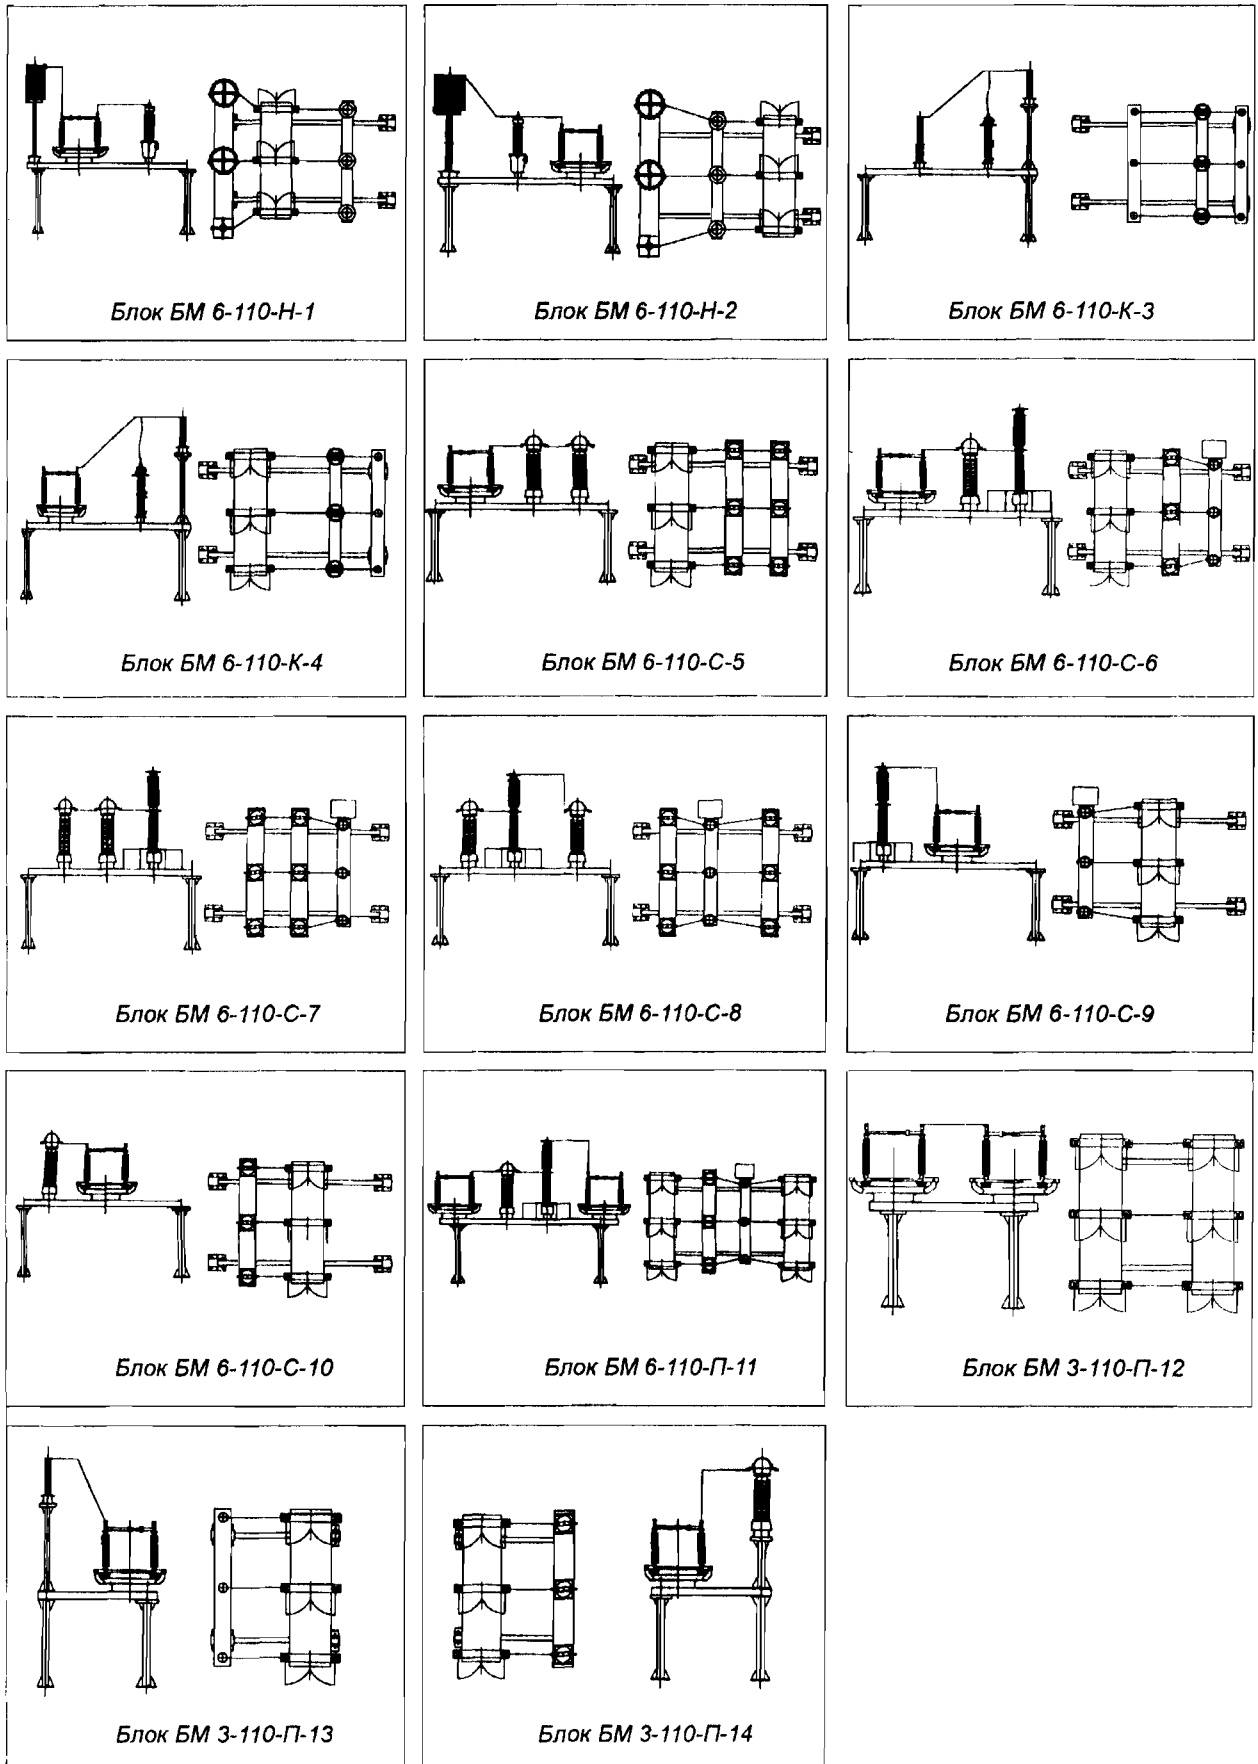 Блок БМ 6-110-Н-1
Блок БМ 6-110-Н-2
Блок БМ 6-110-К-3
Блок БМ 6-110-К-4
Блок БМ 6-110-С-5
Блок БМ 6-110-С-6
Блок БМ 6-110-С-7
Блок БМ 6-110-С-8
Блок БМ 6-110-С-9
Блок БМ 6-110-С-10
Блок БМ 6-110-П-11
Блок БМ 3-110-П-12
Блок БМ 3-110-П-13
Блок БМ 3-110-П-14